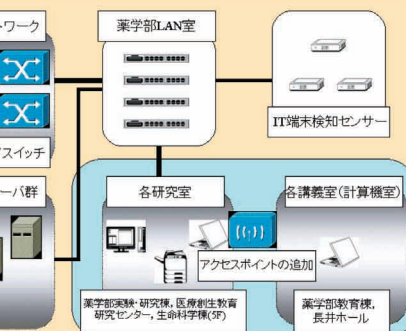 トワーク
薬学部LAN室
IT端末検知センサー
スイッチ
ーバ群
各研究室
各講義室(計算機室)
アクセスポイントの追加
薬学部実験・研究棟, 医療創生教育
研究センター, 生命科学棟(5F)
薬学部教育棟,
長井ホール